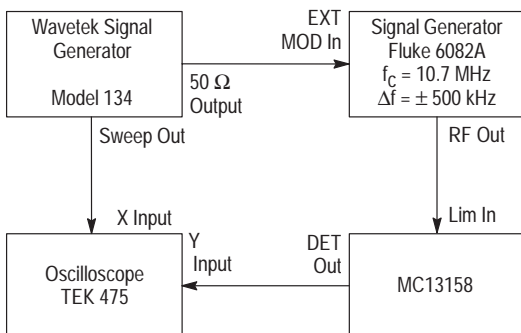 Wavetek Signal
Generator
Model 134
EXT
MOD In
50 Ω
Output
Signal Generator
Fluke 6082A
fC = 10.7 MHz
Δf = ± 500 kHz
Sweep Out
RF Out
X Input
Y
Input
DET
Out
Lim In
Oscilloscope
TEK 475
MC13158